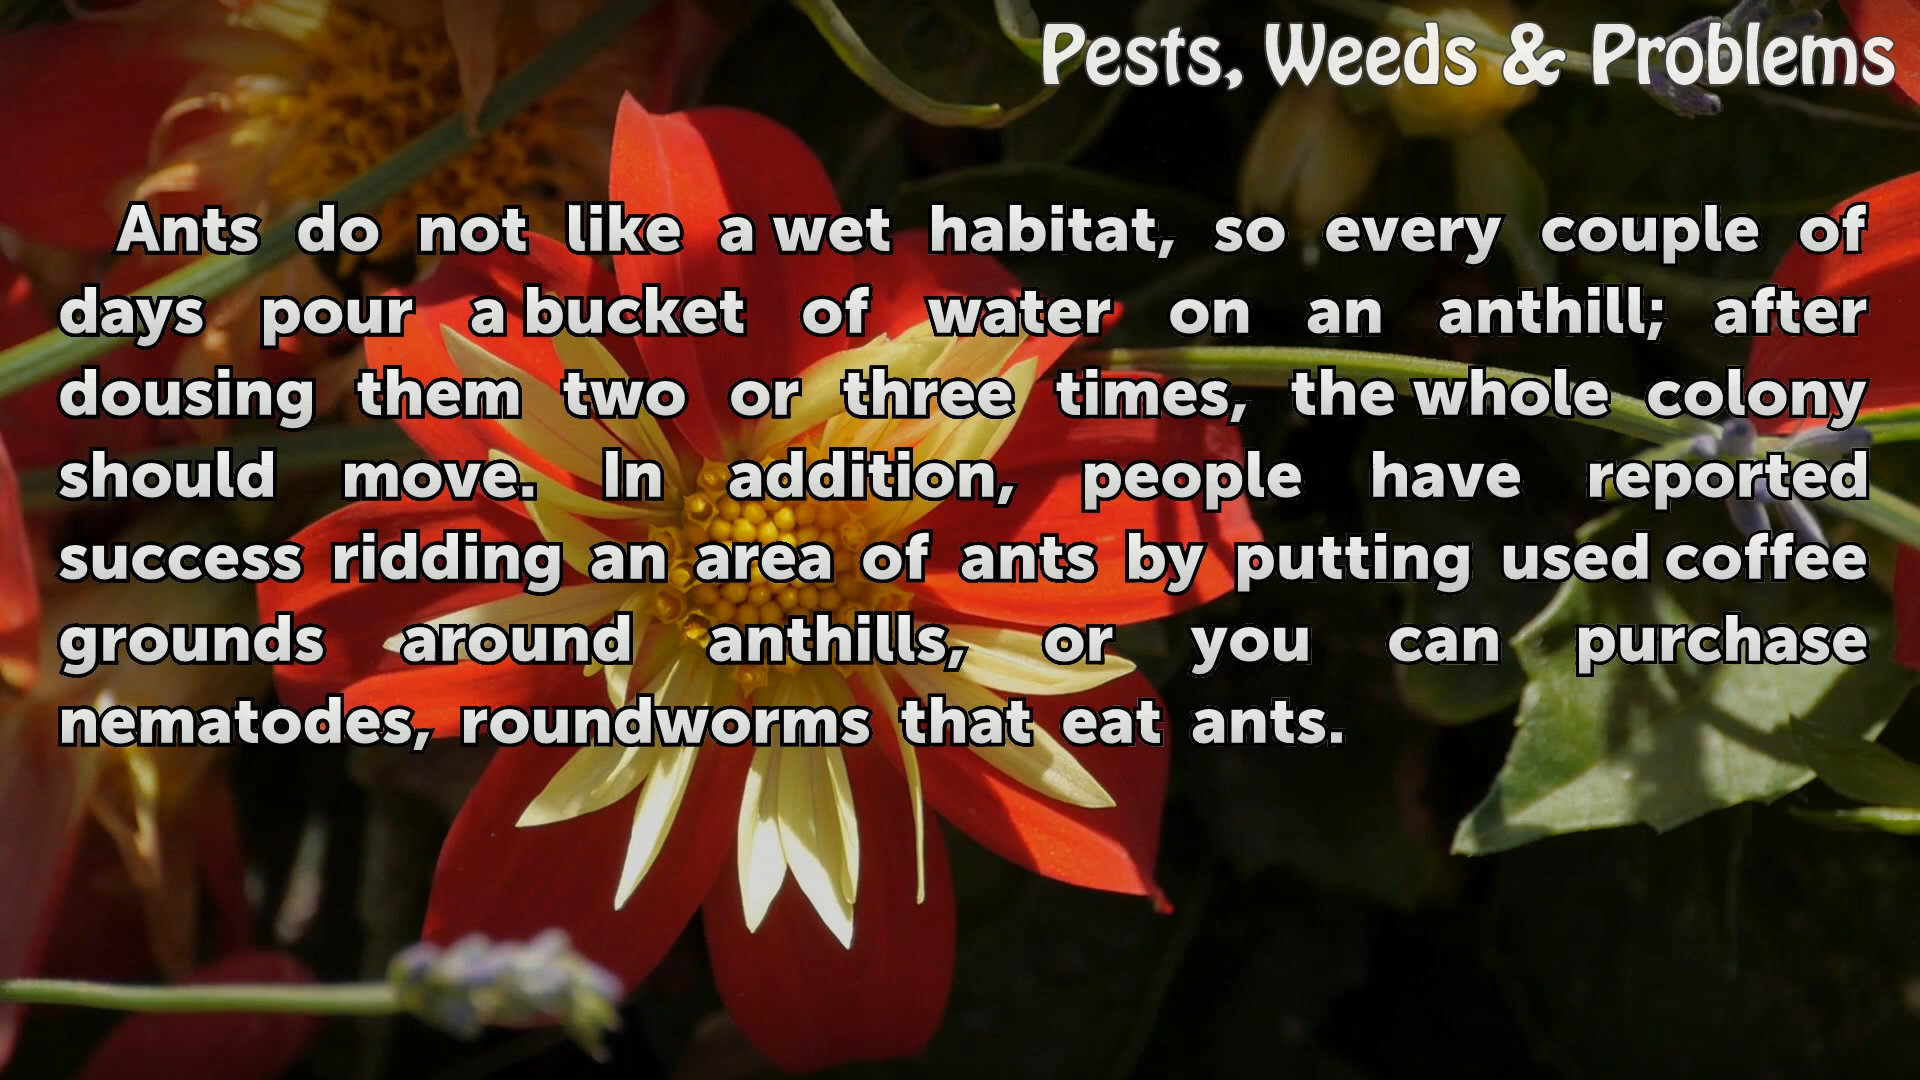 Pests, Weeds & Problems
Ants do not like a wet habitat, so every couple of
days pour a bucket of water on an anthill; after
dousing them two or three times, the whole colony
should move. In addition, people have reported
success ridding an area of ants by putting used coffee
grounds around anthills, or you can purchase
nematodes, roundworms that eat ants.